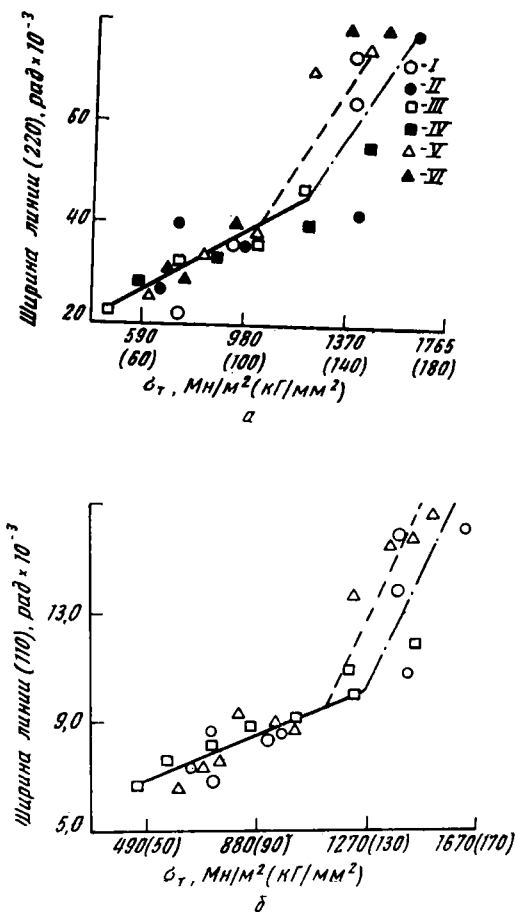 Ширина линии (220), рад × 10⁻³
60
40
20
○-I
●-II
□-III
■-IV
△-V
▲-VI
590 980 1370 1765
(60) (100) (140) (180)
σт, Мн/м² (кГ/мм²)
а
Ширина линии (110), рад × 10⁻³
13,0
9,0
5,0
490(50) 880(90) 1270(130) 1670(170)
σт, Мн/м² (кГ/мм²)
б